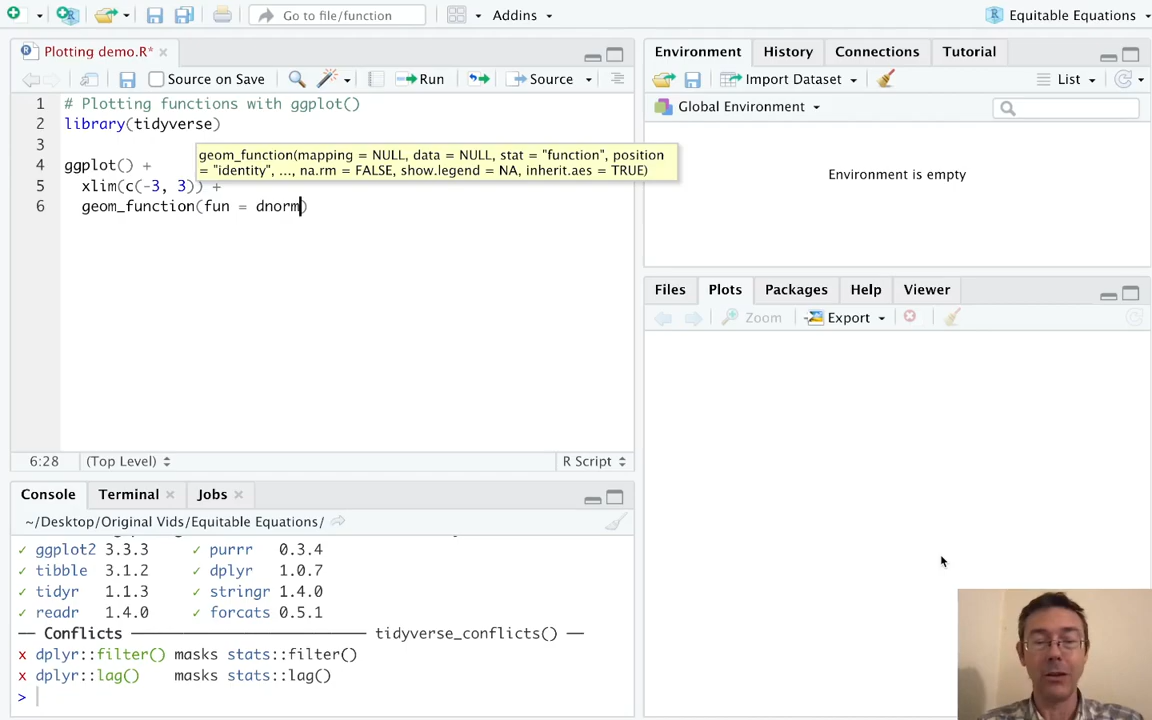 Go to file/function
Addins
Equitable Equations
Plotting demo.R*
Source on Save
Run
Source
1 # Plotting functions with ggplot()
2 library(tidyverse)
3
4 ggplot() +
5 xlim(c(-3, 3)) +
6 geom_function(fun = dnorm)
geom_function(mapping = NULL, data = NULL, stat = "function", position
= "identity", ..., na.rm = FALSE, show.legend = NA, inherit.aes = TRUE)
6:28 (Top Level) R Script
Console Terminal Jobs
~/Desktop/Original Vids/Equitable Equations/
✓ ggplot2 3.3.3 ✓ purrr 0.3.4
✓ tibble 3.1.2 ✓ dplyr 1.0.7
✓ tidyr 1.1.3 ✓ stringr 1.4.0
✓ readr 1.4.0 ✓ forcats 0.5.1
── Conflicts ──────────────── tidyverse_conflicts() ──
x dplyr::filter() masks stats::filter()
x dplyr::lag() masks stats::lag()
>
Environment History Connections Tutorial
Import Dataset List
Global Environment
Environment is empty
Files Plots Packages Help Viewer
Zoom Export